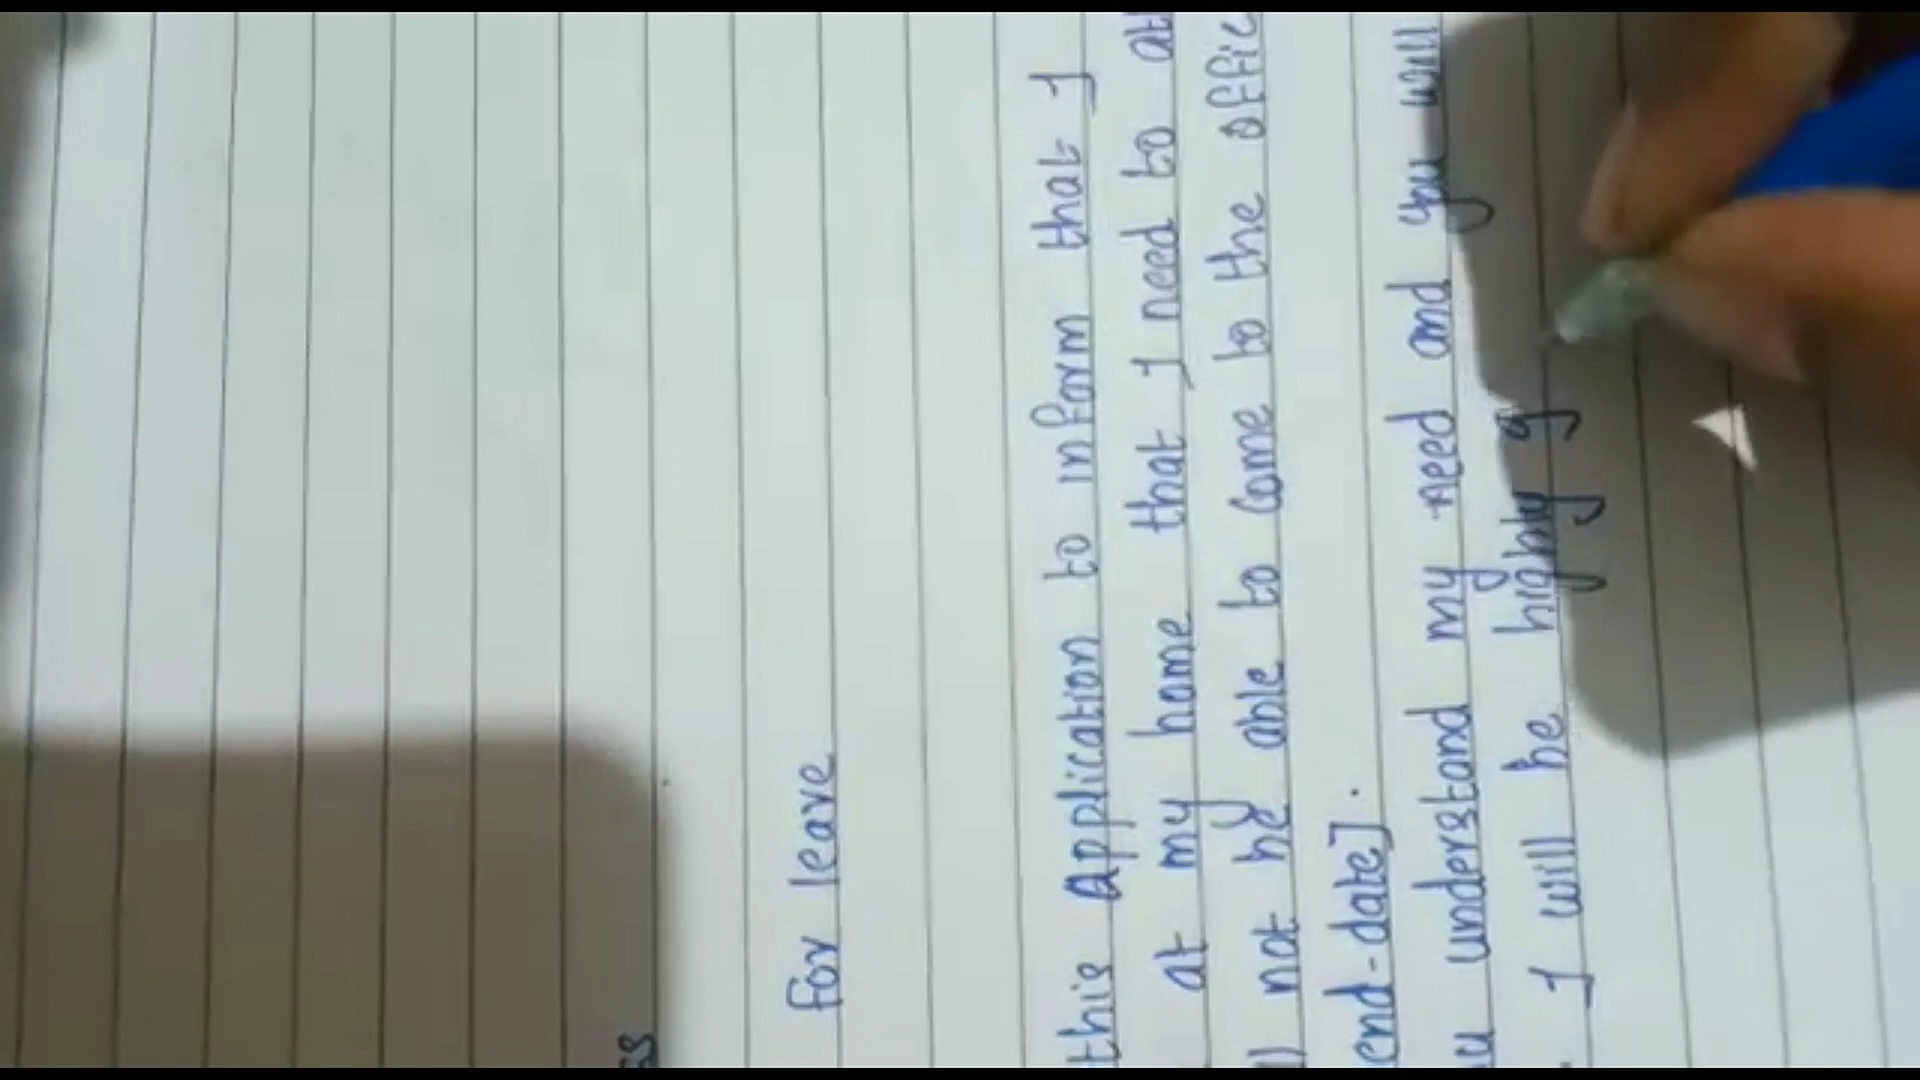 for leave
this application to inform that I
at my home that I need to
not be able to come to the
end-date].
understand my need and you will
I will be highly g